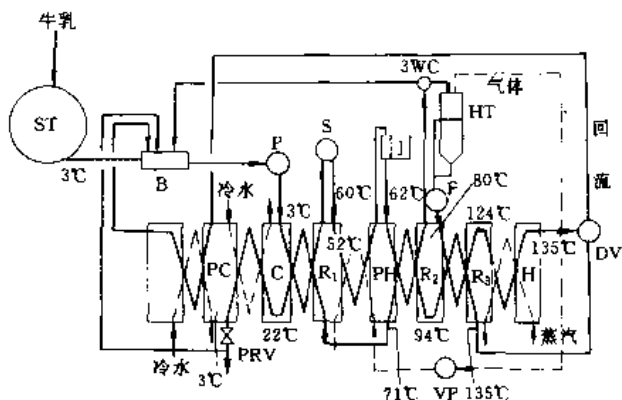 牛乳
ST
3℃
B
冷水
P
S
3WC
气体
HT
回流
3℃
60℃
62℃
F
80℃
52℃
124℃
135℃
DV
PC
C
R₁
PH
R₂
R₃
H
22℃
94℃
蒸汽
冷水
3℃
PRV
71℃
VP
135℃